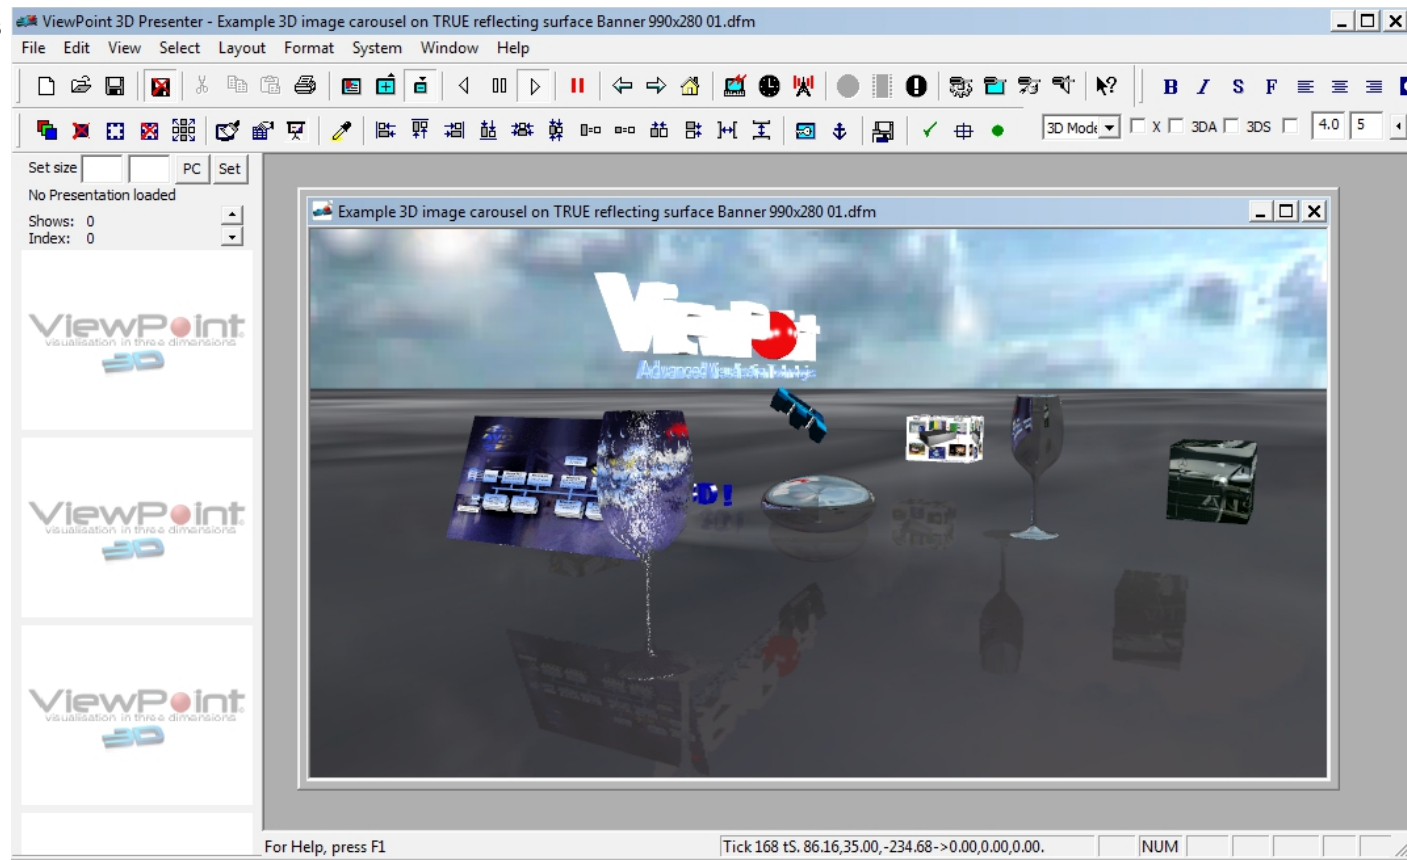 ViewPoint 3D Presenter - Example 3D image carousel on TRUE reflecting surface Banner 990x280 01.dfm
File Edit View Select Layout Format System Window Help
B I S F
3D Mode X 3DA 3DS 4.0 5
Set size PC Set
No Presentation loaded
Shows: 0
Index: 0
Example 3D image carousel on TRUE reflecting surface Banner 990x280 01.dfm
ViewPoint
visualisation in three dimensions
3D
ViewPoint
visualisation in three dimensions
3D
ViewPoint
visualisation in three dimensions
3D
ViewPoint
Advanced
D!
For Help, press F1
Tick 168 tS. 86.16,35.00,-234.68->0.00,0.00,0.00.
NUM